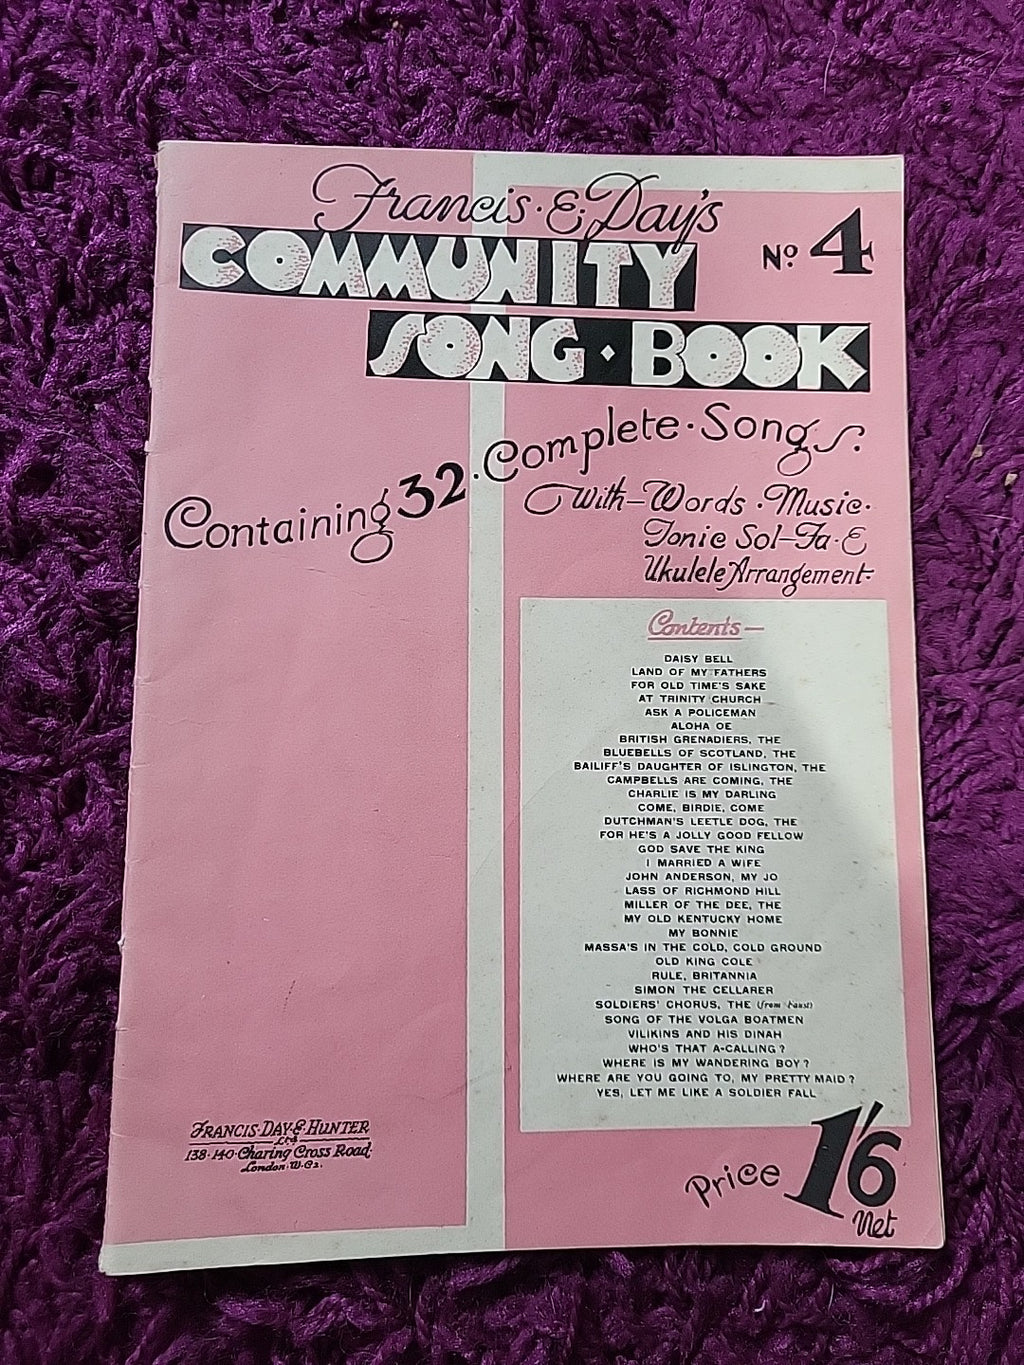 Francis·&·Day's
COMMUNITY
SONG·BOOK
No. 4
Containing 32·Complete·Songs.
With—Words·Music·
Tonic Sol-Fa·&
Ukulele Arrangement·
Contents—
DAISY BELL
LAND OF MY FATHERS
FOR OLD TIME'S SAKE
AT TRINITY CHURCH
ASK A POLICEMAN
ALOHA OE
BRITISH GRENADIERS, THE
BLUEBELLS OF SCOTLAND, THE
BAILIFF'S DAUGHTER OF ISLINGTON, THE
CAMPBELLS ARE COMING, THE
CHARLIE IS MY DARLING
COME, BIRDIE, COME
DUTCHMAN'S LEETLE DOG, THE
FOR HE'S A JOLLY GOOD FELLOW
GOD SAVE THE KING
I MARRIED A WIFE
JOHN ANDERSON, MY JO
LASS OF RICHMOND HILL
MILLER OF THE DEE, THE
MY OLD KENTUCKY HOME
MY BONNIE
MASSA'S IN THE COLD, COLD GROUND
OLD KING COLE
RULE, BRITANNIA
SIMON THE CELLARER
SOLDIERS' CHORUS, THE (from Faust)
SONG OF THE VOLGA BOATMEN
VILIKINS AND HIS DINAH
WHO'S THAT A-CALLING?
WHERE IS MY WANDERING BOY?
WHERE ARE YOU GOING TO, MY PRETTY MAID?
YES, LET ME LIKE A SOLDIER FALL
FRANCIS·DAY·&·HUNTER
Ltd
138·140·Charing Cross Road·
London·W·C2.
Price 1'/6
Net